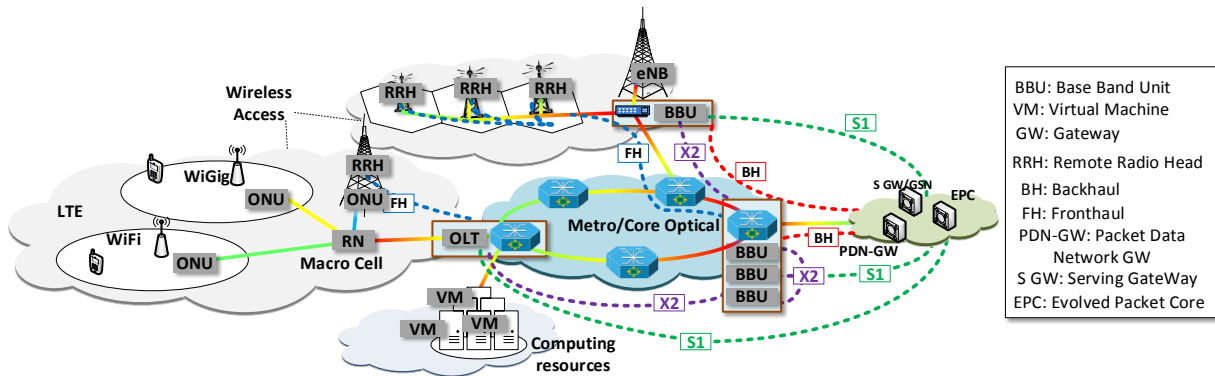 eNB
RRH
RRH
RRH
BBU
Wireless
Access
S1
FH
X2
BH
RRH
WiGig
ONU
ONU
FH
S GW/GSN
EPC
LTE
WiFi
RN
OLT
Metro/Core Optical
BH
PDN-GW
ONU
Macro Cell
BBU
BBU
X2
S1
VM
X2
BBU
VM
VM
S1
Computing
resources
BBU: Base Band Unit
VM: Virtual Machine
GW: Gateway
RRH: Remote Radio Head
BH: Backhaul
FH: Fronthaul
PDN-GW: Packet Data
Network GW
S GW: Serving GateWay
EPC: Evolved Packet Core